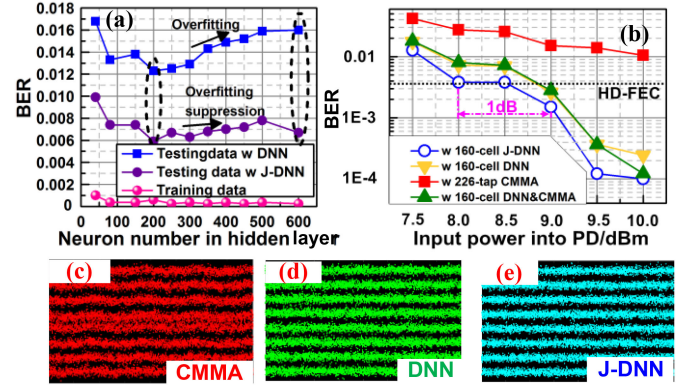 (a)
0.018
0.016
0.014
0.012
0.010
0.008
0.006
0.004
0.002
0
BER
Overfitting
Overfitting
suppression
Testingdata w DNN
Testing data w J-DNN
Training data
0 100 200 300 400 500 600
Neuron number in hidden layer
(b)
0.01
1E-3
1E-4
BER
HD-FEC
1dB
w 160-cell J-DNN
w 160-cell DNN
w 226-tap CMMA
w 160-cell DNN&CMMA
7.5 8.0 8.5 9.0 9.5 10.0
Input power into PD/dBm
(c)
CMMA
(d)
DNN
(e)
J-DNN